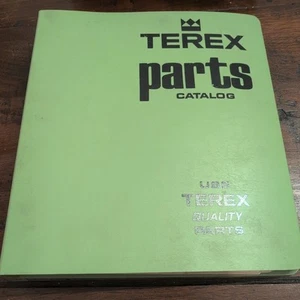 TEREX
parts
CATALOG
USE
TEREX
QUALITY
PARTS